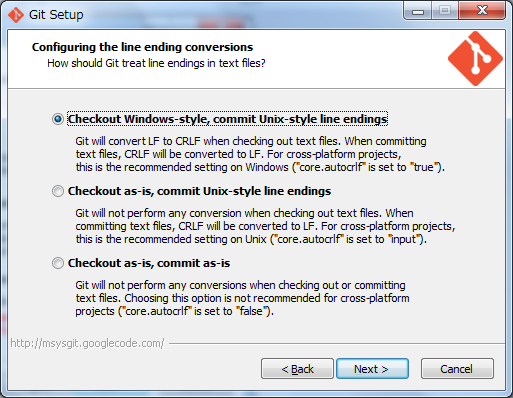 Git Setup
Configuring the line ending conversions
How should Git treat line endings in text files?
Checkout Windows-style, commit Unix-style line endings
Git will convert LF to CRLF when checking out text files. When committing
text files, CRLF will be converted to LF. For cross-platform projects,
this is the recommended setting on Windows ("core.autocrlf" is set to "true").
Checkout as-is, commit Unix-style line endings
Git will not perform any conversion when checking out text files. When
committing text files, CRLF will be converted to LF. For cross-platform projects,
this is the recommended setting on Unix ("core.autocrlf" is set to "input").
Checkout as-is, commit as-is
Git will not perform any conversions when checking out or committing
text files. Choosing this option is not recommended for cross-platform
projects ("core.autocrlf" is set to "false").
http://msysgit.googlecode.com/
< Back
Next >
Cancel